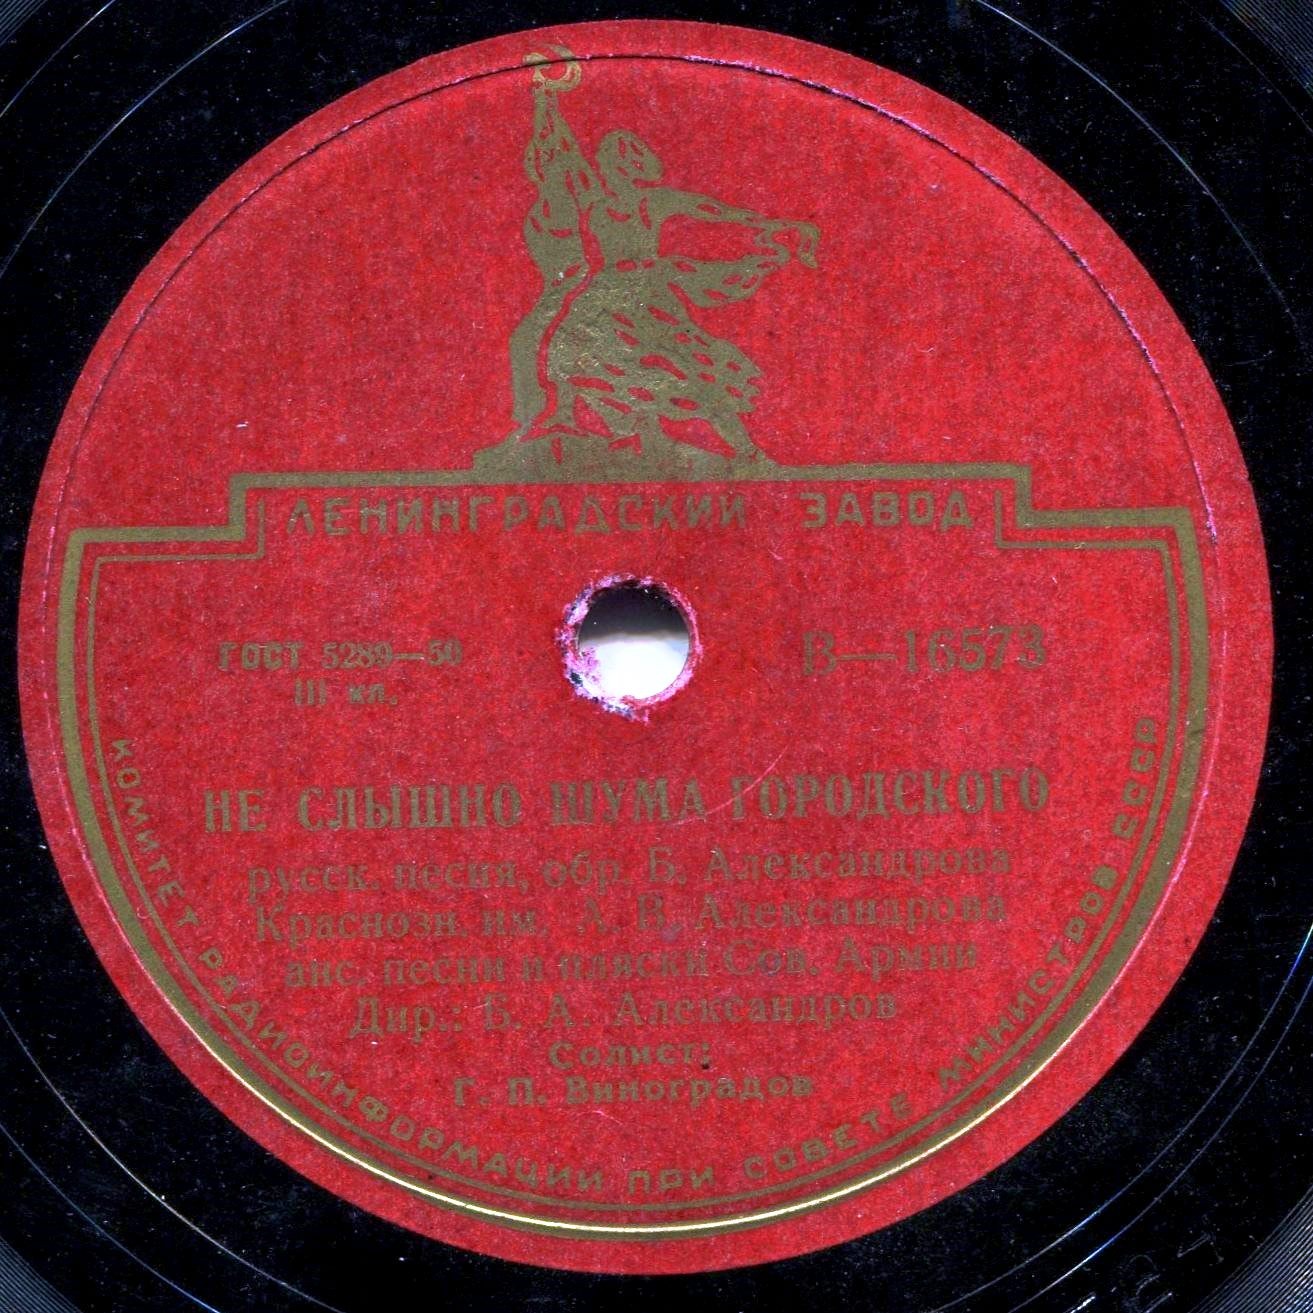 ЛЕНИНГРАДСКИЙ ЗАВОД
ГОСТ 5289—50
II кл.
В—16573
НЕ СЛЫШНО ШУМА ГОРОДСКОГО
русск. песня, обр. Б. Александрова
Краснозн. им. А. В. Александрова
анс. песни и пляски Сов. Армии
Дир.: Б. А. Александров
Солист:
Г. П. Виноградов
КОМИТЕТ РАДИОИНФОРМАЦИИ ПРИ СОВЕТЕ МИНИСТРОВ СССР